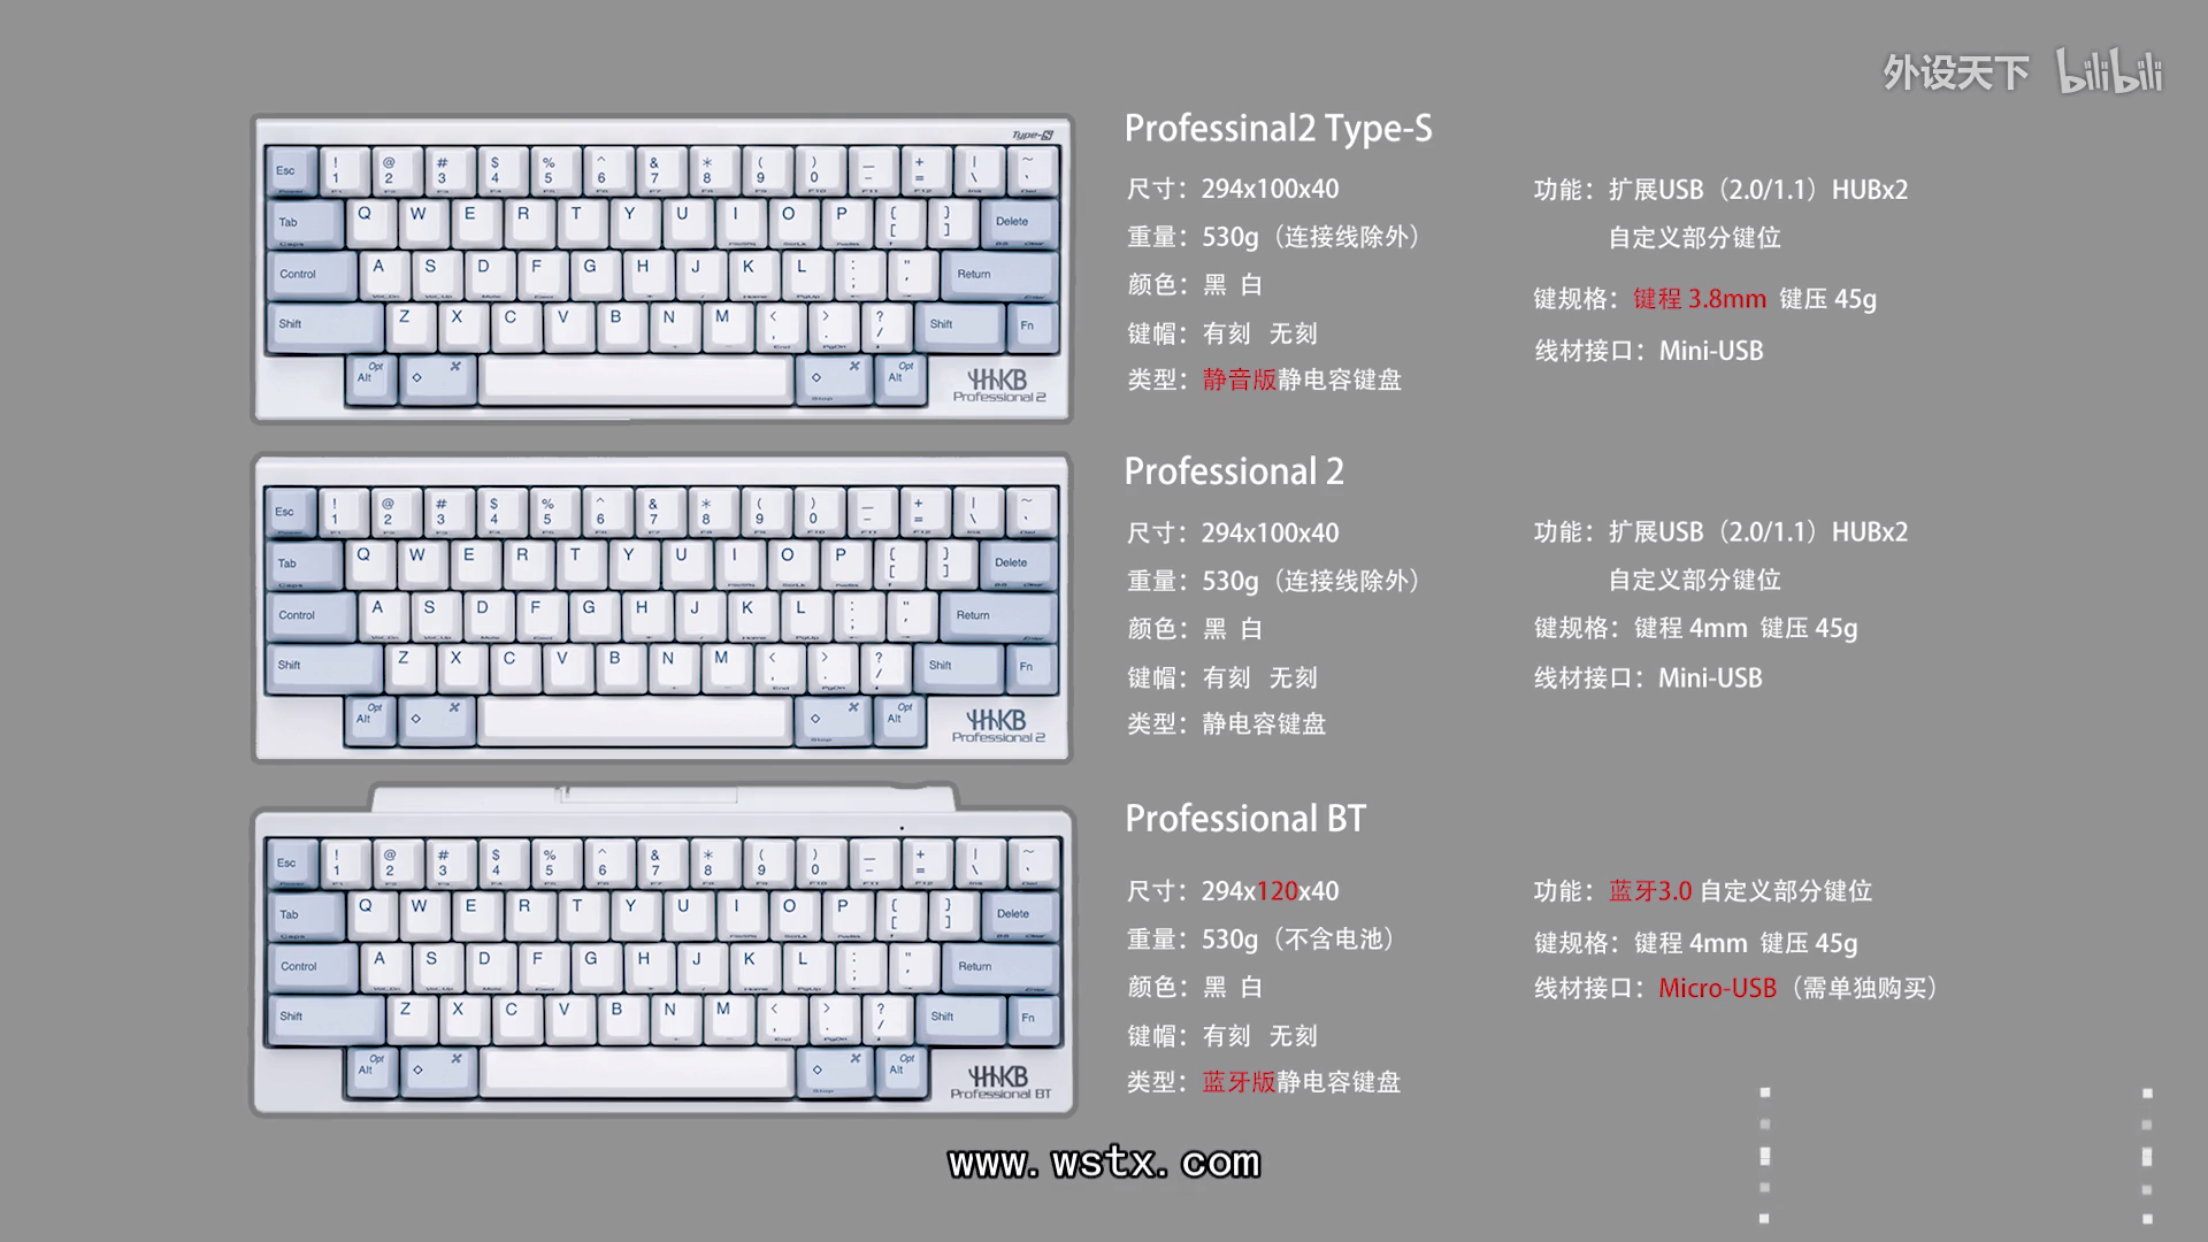 外设天下 bilibili
Professinal2 Type-S
尺寸：294x100x40
重量：530g（连接线除外）
颜色：黑 白
键帽：有刻 无刻
类型：静音版静电容键盘
功能：扩展USB（2.0/1.1）HUBx2
自定义部分键位
键规格：键程 3.8mm 键压 45g
线材接口：Mini-USB
Type-S
Esc ! 1 @ 2 # 3 $ 4 % 5 ^ 6 & 7 * 8 ( 9 ) 0 — - + = | \ ~ `
Tab Q W E R T Y U I O P { [ } ] Delete
Control A S D F G H J K L : ; " ' Return
Shift Z X C V B N M < , > . ? / Shift Fn
Opt Alt ◇ ⌘ ◇ ⌘ Opt Alt
HHKB
Professional 2
Professional 2
尺寸：294x100x40
重量：530g（连接线除外）
颜色：黑 白
键帽：有刻 无刻
类型：静电容键盘
功能：扩展USB（2.0/1.1）HUBx2
自定义部分键位
键规格：键程 4mm 键压 45g
线材接口：Mini-USB
Esc ! 1 @ 2 # 3 $ 4 % 5 ^ 6 & 7 * 8 ( 9 ) 0 — - + = | \ ~ `
Tab Q W E R T Y U I O P { [ } ] Delete
Control A S D F G H J K L : ; " ' Return
Shift Z X C V B N M < , > . ? / Shift Fn
Opt Alt ◇ ⌘ ◇ ⌘ Opt Alt
HHKB
Professional 2
Professional BT
尺寸：294x120x40
重量：530g（不含电池）
颜色：黑 白
键帽：有刻 无刻
类型：蓝牙版静电容键盘
功能：蓝牙3.0 自定义部分键位
键规格：键程 4mm 键压 45g
线材接口：Micro-USB（需单独购买）
Esc ! 1 @ 2 # 3 $ 4 % 5 ^ 6 & 7 * 8 ( 9 ) 0 — - + = | \ ~ `
Tab Q W E R T Y U I O P { [ } ] Delete
Control A S D F G H J K L : ; " ' Return
Shift Z X C V B N M < , > . ? / Shift Fn
Opt Alt ◇ ⌘ ◇ ⌘ Opt Alt
HHKB
Professional BT
www. wstx. com